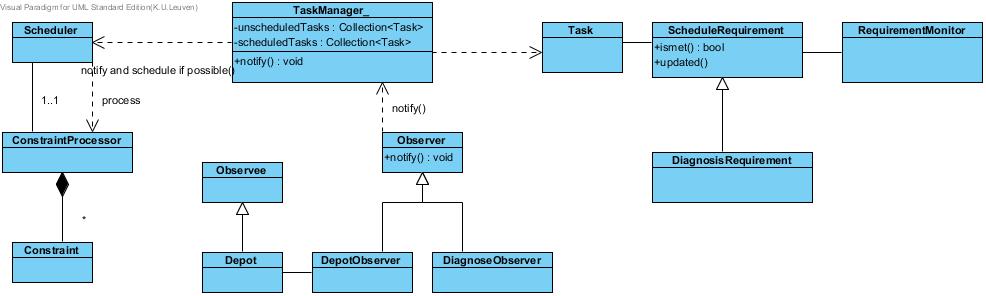 Visual Paradigm for UML Standard Edition(K.U.Leuven)
TaskManager_
-unscheduledTasks : Collection<Task>
-scheduledTasks : Collection<Task>
+notify() : void
Scheduler
notify and schedule if possible()
1..1
process
ConstraintProcessor
*
Constraint
Task
ScheduleRequirement
+ismet() : bool
+updated()
RequirementMonitor
DiagnosisRequirement
notify()
Observer
+notify() : void
Observee
Depot
DepotObserver
DiagnoseObserver